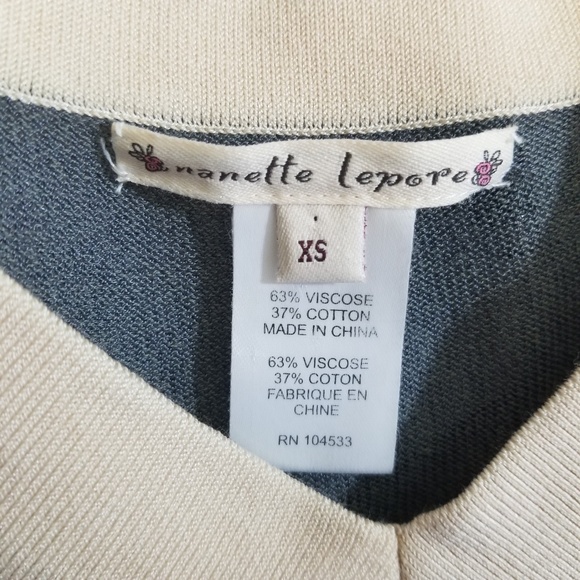 nanette lepore
XS
63% VISCOSE
37% COTTON
MADE IN CHINA
63% VISCOSE
37% COTON
FABRIQUE EN
CHINE
RN 104533